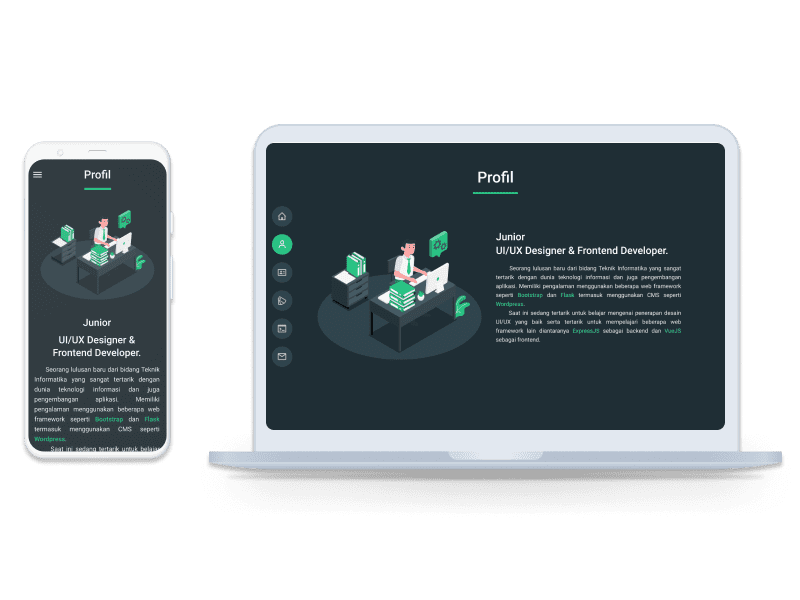 Profil
Junior
UI/UX Designer &
Frontend Developer.
Seorang lulusan baru dari bidang Teknik
Informatika yang sangat tertarik dengan
dunia teknologi informasi dan juga
pengembangan aplikasi. Memiliki
pengalaman menggunakan beberapa web
framework seperti Bootstrap dan Flask
termasuk menggunakan CMS seperti
Wordpress.
Saat ini sedang tertarik untuk belajar
Profil
Junior
UI/UX Designer & Frontend Developer.
Seorang lulusan baru dari bidang Teknik Informatika yang sangat
tertarik dengan dunia teknologi informasi dan juga pengembangan
aplikasi. Memiliki pengalaman menggunakan beberapa web framework
seperti Bootstrap dan Flask termasuk menggunakan CMS seperti
Wordpress.
Saat ini sedang tertarik untuk belajar mengenai penerapan desain
UI/UX yang baik serta tertarik untuk mempelajari beberapa web
framework lain diantaranya ExpressJS sebagai backend dan VueJS
sebagai frontend.